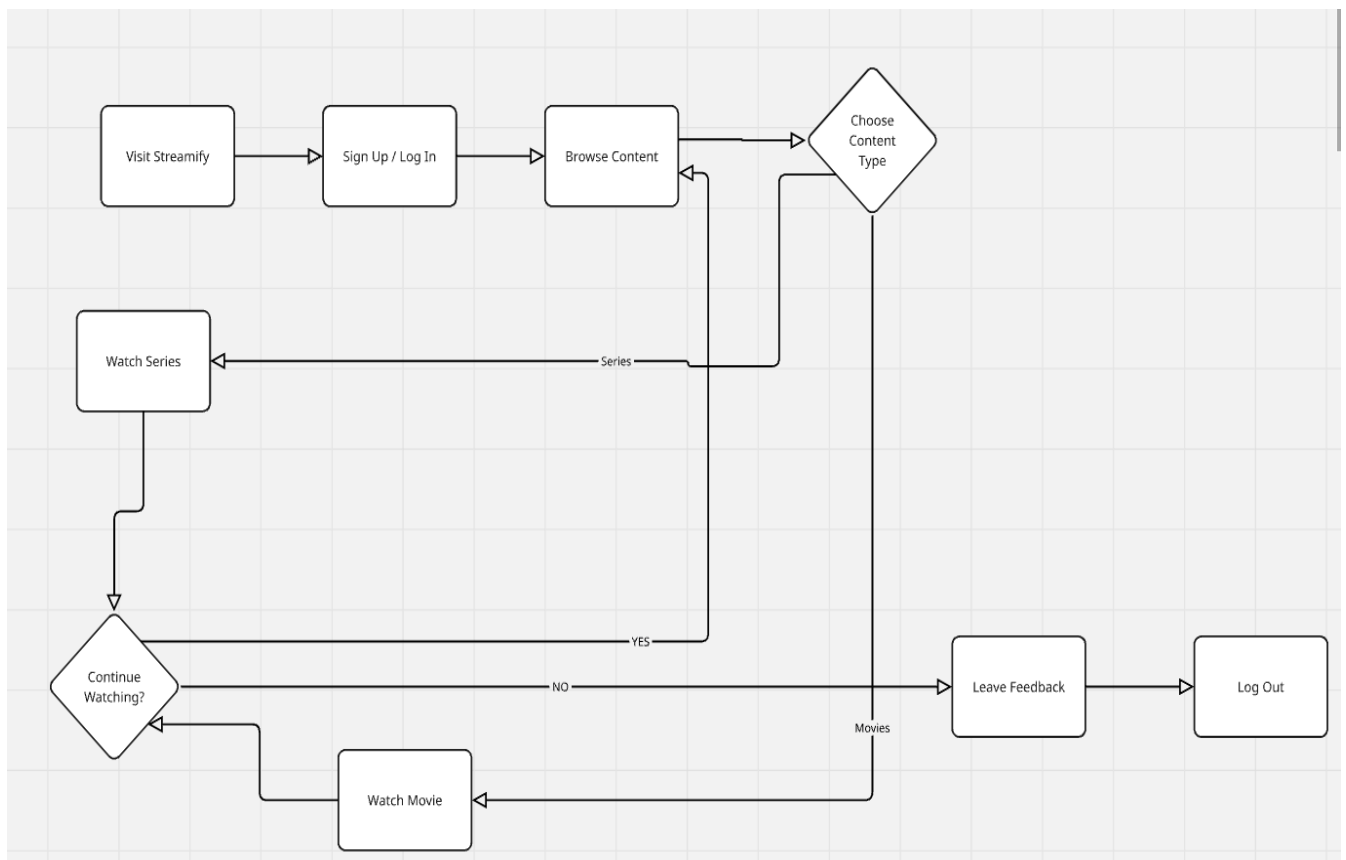 Visit Streamify
Sign Up / Log In
Browse Content
Choose
Content
Type
Watch Series
Series
YES
Continue
Watching?
NO
Leave Feedback
Log Out
Movies
Watch Movie